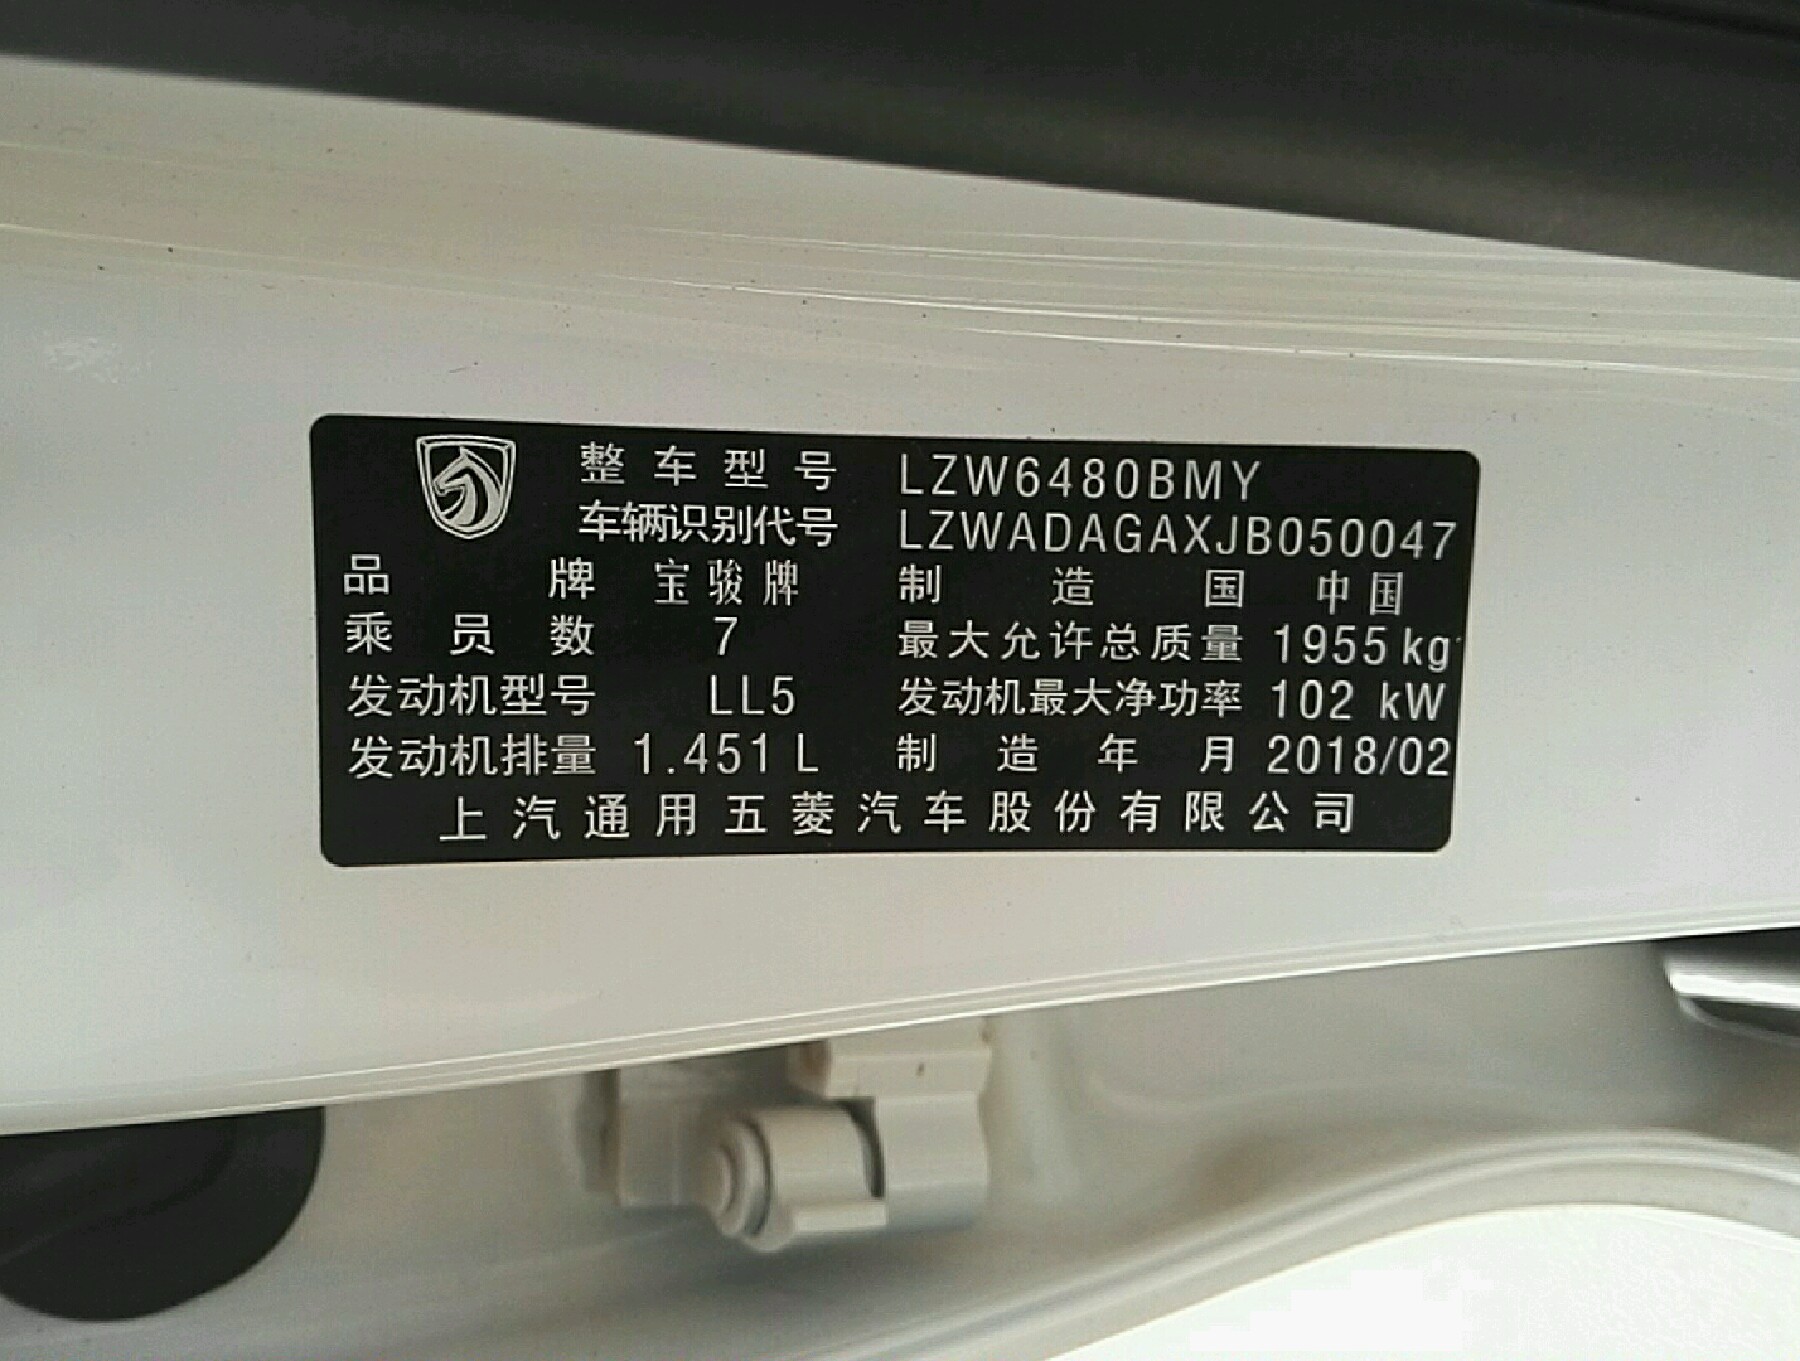 整车型号 LZW6480BMY
车辆识别代号 LZWADAGAXJB050047
品牌 宝骏牌 制造国 中国
乘员数 7 最大允许总质量 1955 kg
发动机型号 LL5 发动机最大净功率 102 kW
发动机排量 1.451 L 制造年月 2018/02
上汽通用五菱汽车股份有限公司